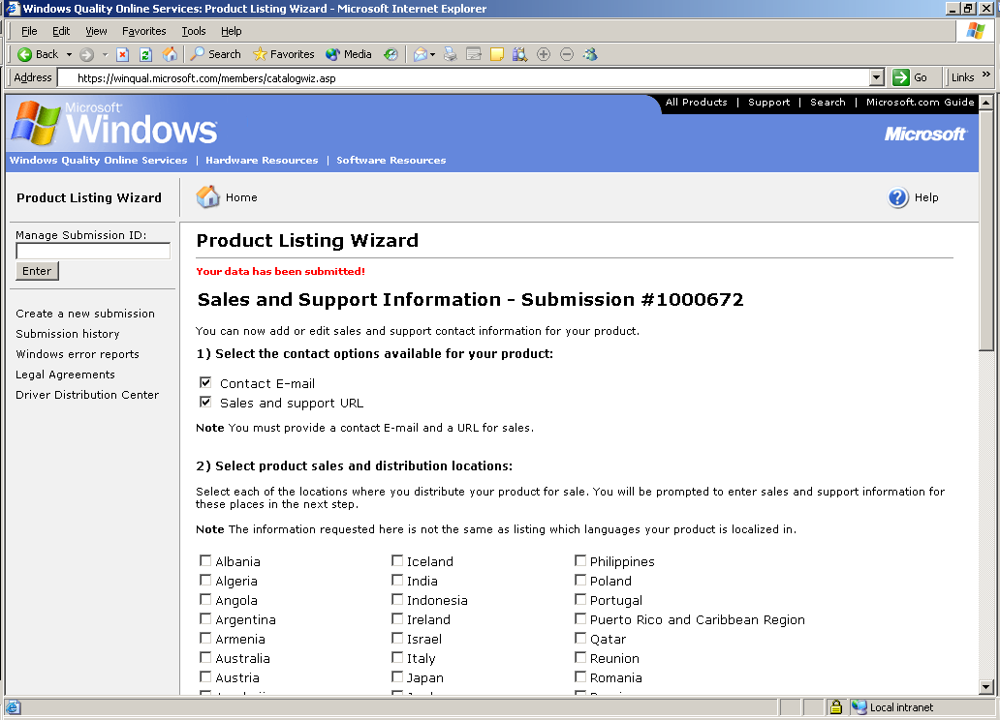 Windows Quality Online Services: Product Listing Wizard - Microsoft Internet Explorer
File Edit View Favorites Tools Help
Back Search Favorites Media
Address https://winqual.microsoft.com/members/catalogwiz.asp Go Links »
All Products | Support | Search | Microsoft.com Guide
Microsoft
Windows
Microsoft
Windows Quality Online Services | Hardware Resources | Software Resources
Product Listing Wizard
Home
Help
Manage Submission ID:
Enter
Create a new submission
Submission history
Windows error reports
Legal Agreements
Driver Distribution Center
Product Listing Wizard
Your data has been submitted!
Sales and Support Information - Submission #1000672
You can now add or edit sales and support contact information for your product.
1) Select the contact options available for your product:
Contact E-mail
Sales and support URL
Note You must provide a contact E-mail and a URL for sales.
2) Select product sales and distribution locations:
Select each of the locations where you distribute your product for sale. You will be prompted to enter sales and support information for
these places in the next step.
Note The information requested here is not the same as listing which languages your product is localized in.
Albania Iceland Philippines
Algeria India Poland
Angola Indonesia Portugal
Argentina Ireland Puerto Rico and Caribbean Region
Armenia Israel Qatar
Australia Italy Reunion
Austria Japan Romania
Local intranet